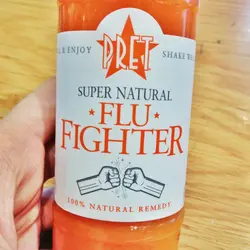 & ENJOY
SHAKE
PRET
SUPER NATURAL
FLU
FIGHTER
100% NATURAL REMEDY